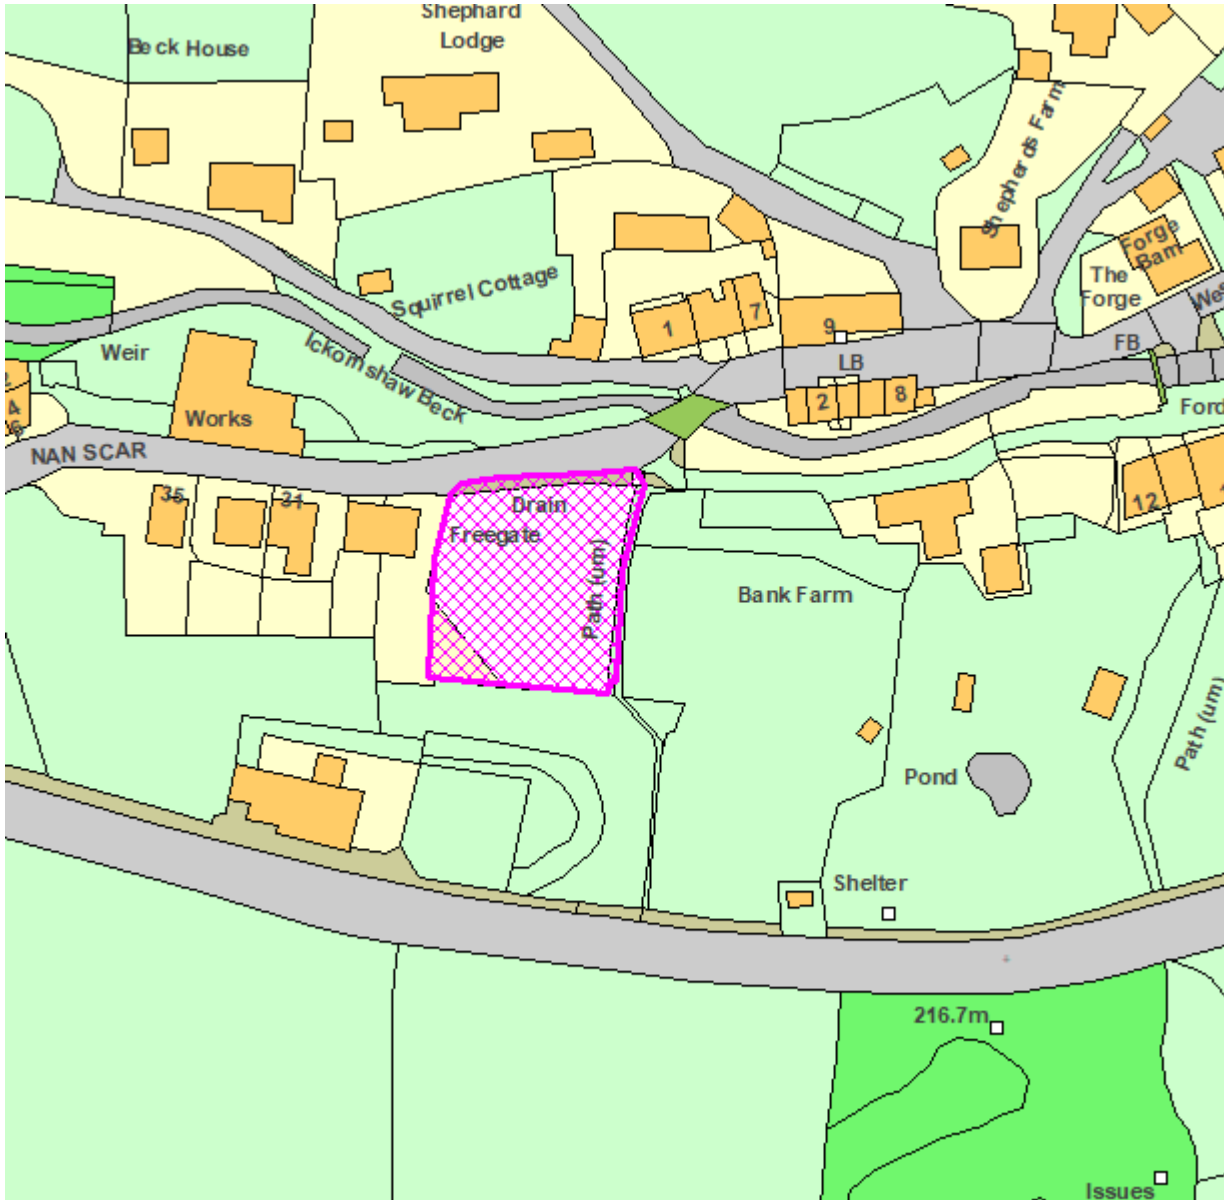 Shephard
Lodge
Beck House
Shepherds Farm
Forge
Barn
The
Forge
Wes
Squirrel Cottage
1
7
9
FB
LB
Weir
Ickornshaw Beck
2
8
Ford
4
6
Works
NAN SCAR
35
31
Drain
Freegate
12
Path (um)
Bank Farm
Path (um)
Pond
Shelter
216.7m
Issues